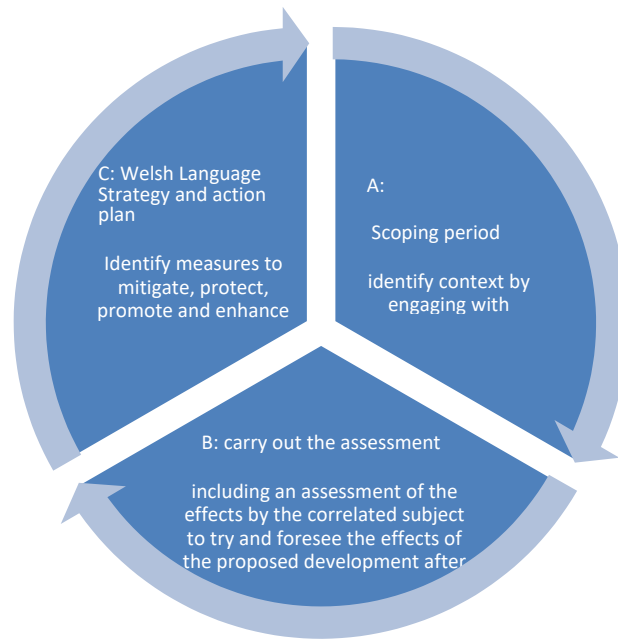 A:
Scoping period
identify context by
engaging with
B: carry out the assessment
including an assessment of the
effects by the correlated subject
to try and foresee the effects of
the proposed development after
C: Welsh Language
Strategy and action
plan
Identify measures to
mitigate, protect,
promote and enhance